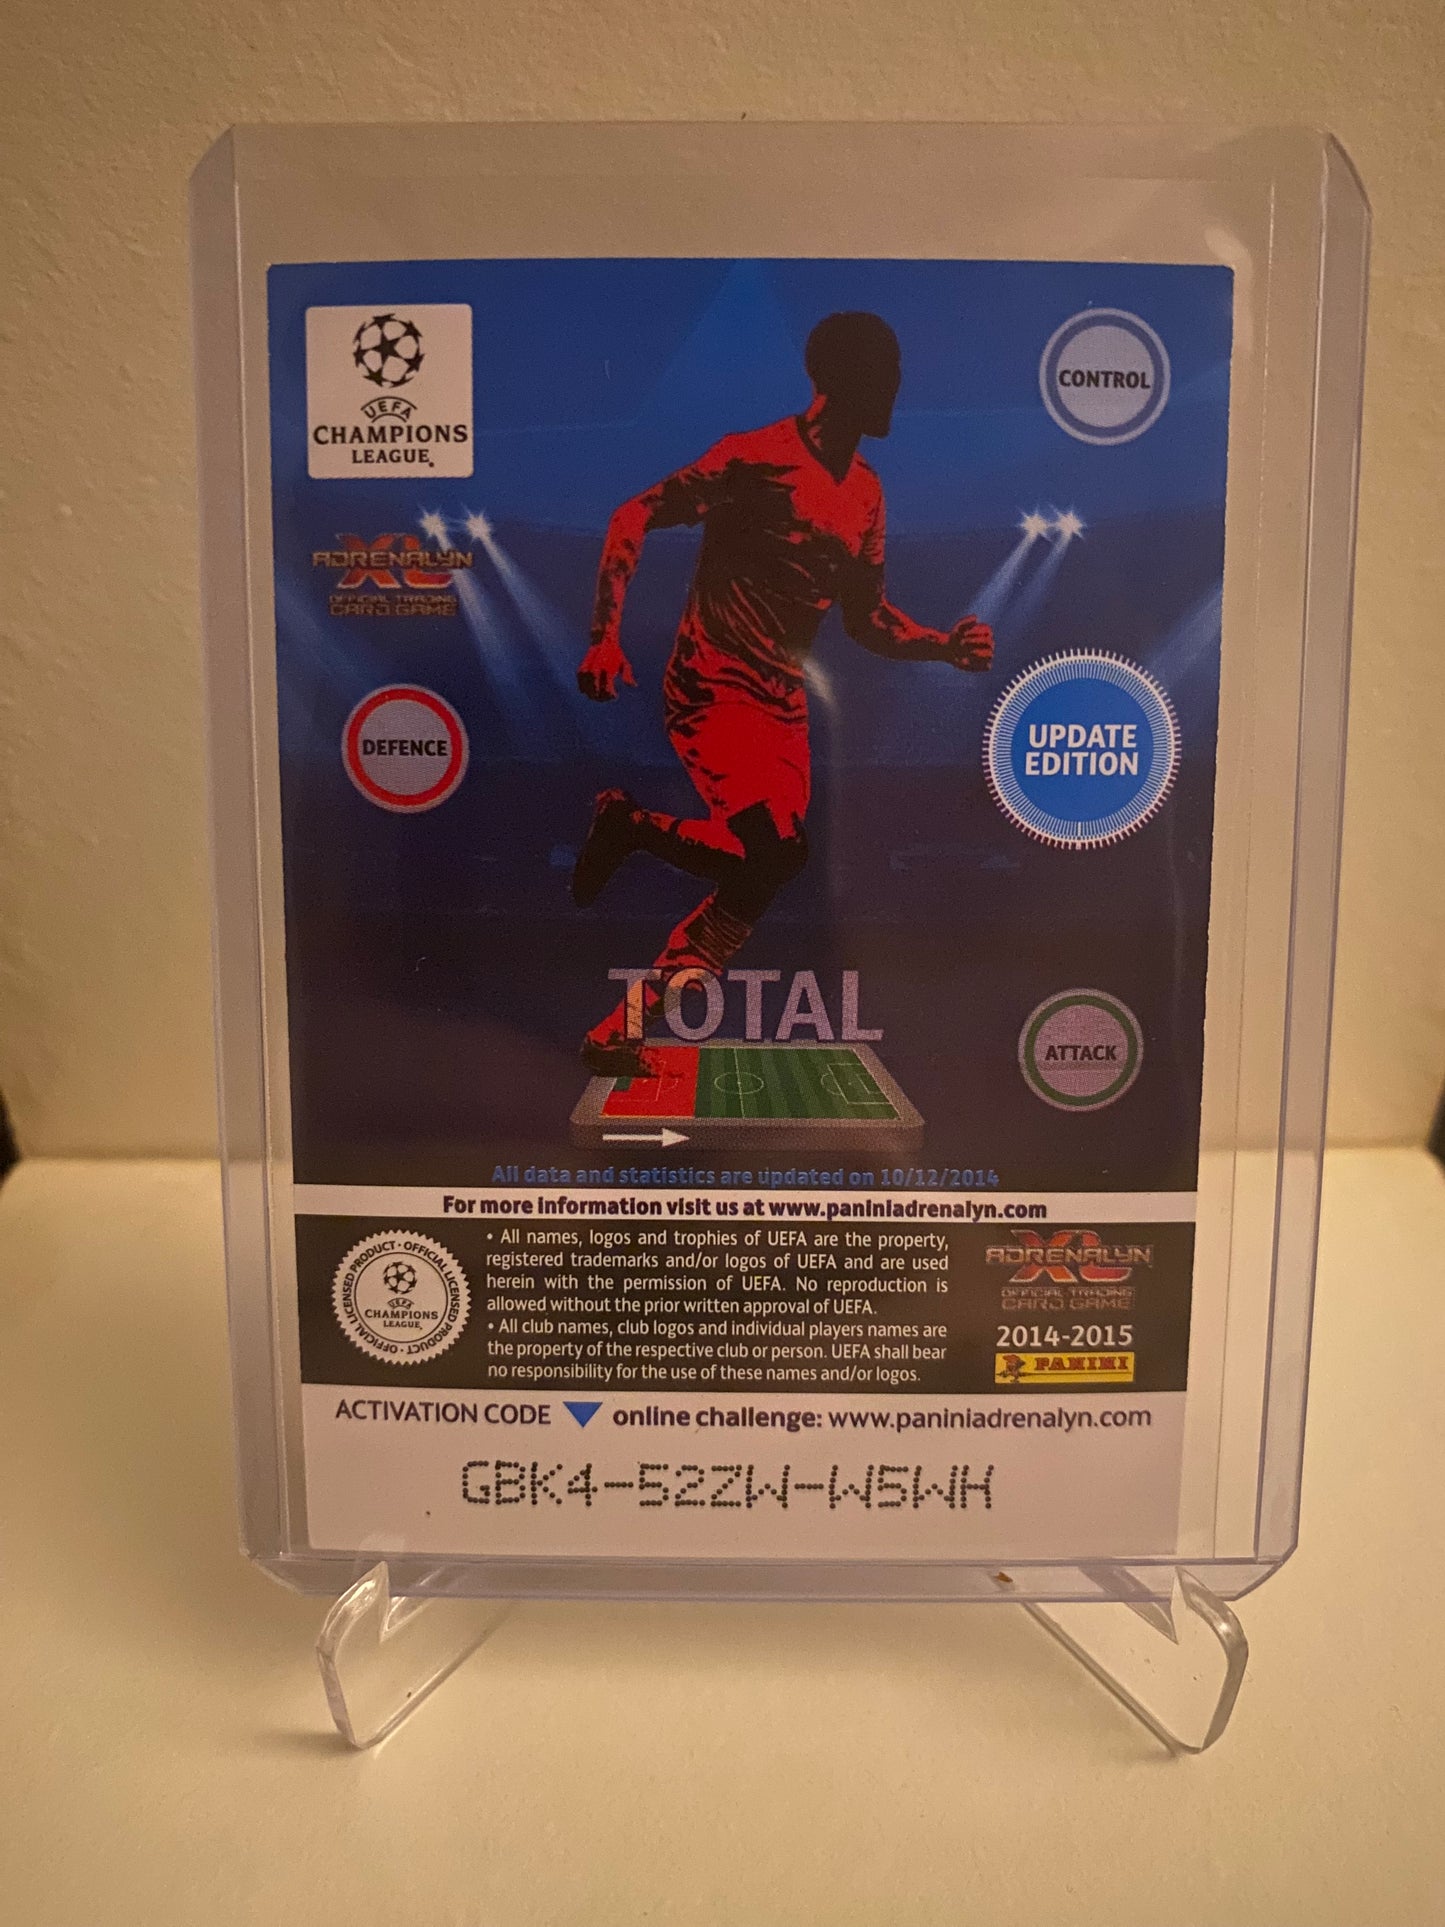 UEFA
CHAMPIONS
LEAGUE
CONTROL
ADRENALYN
XL
OFFICIAL TRADING
CARD GAME
DEFENCE
UPDATE
EDITION
TOTAL
ATTACK
All data and statistics are updated on 10/12/2014
For more information visit us at www.paniniadrenalyn.com
OFFICIAL LICENSED PRODUCT · OFFICIAL LICENSED PRODUCT ·
UEFA
CHAMPIONS
LEAGUE
• All names, logos and trophies of UEFA are the property,
registered trademarks and/or logos of UEFA and are used
herein with the permission of UEFA. No reproduction is
allowed without the prior written approval of UEFA.
• All club names, club logos and individual players names are
the property of the respective club or person. UEFA shall bear
no responsibility for the use of these names and/or logos.
ADRENALYN
XL
OFFICIAL TRADING
CARD GAME
2014-2015
PANINI
ACTIVATION CODE online challenge: www.paniniadrenalyn.com
GBK4-52ZW-W5WH